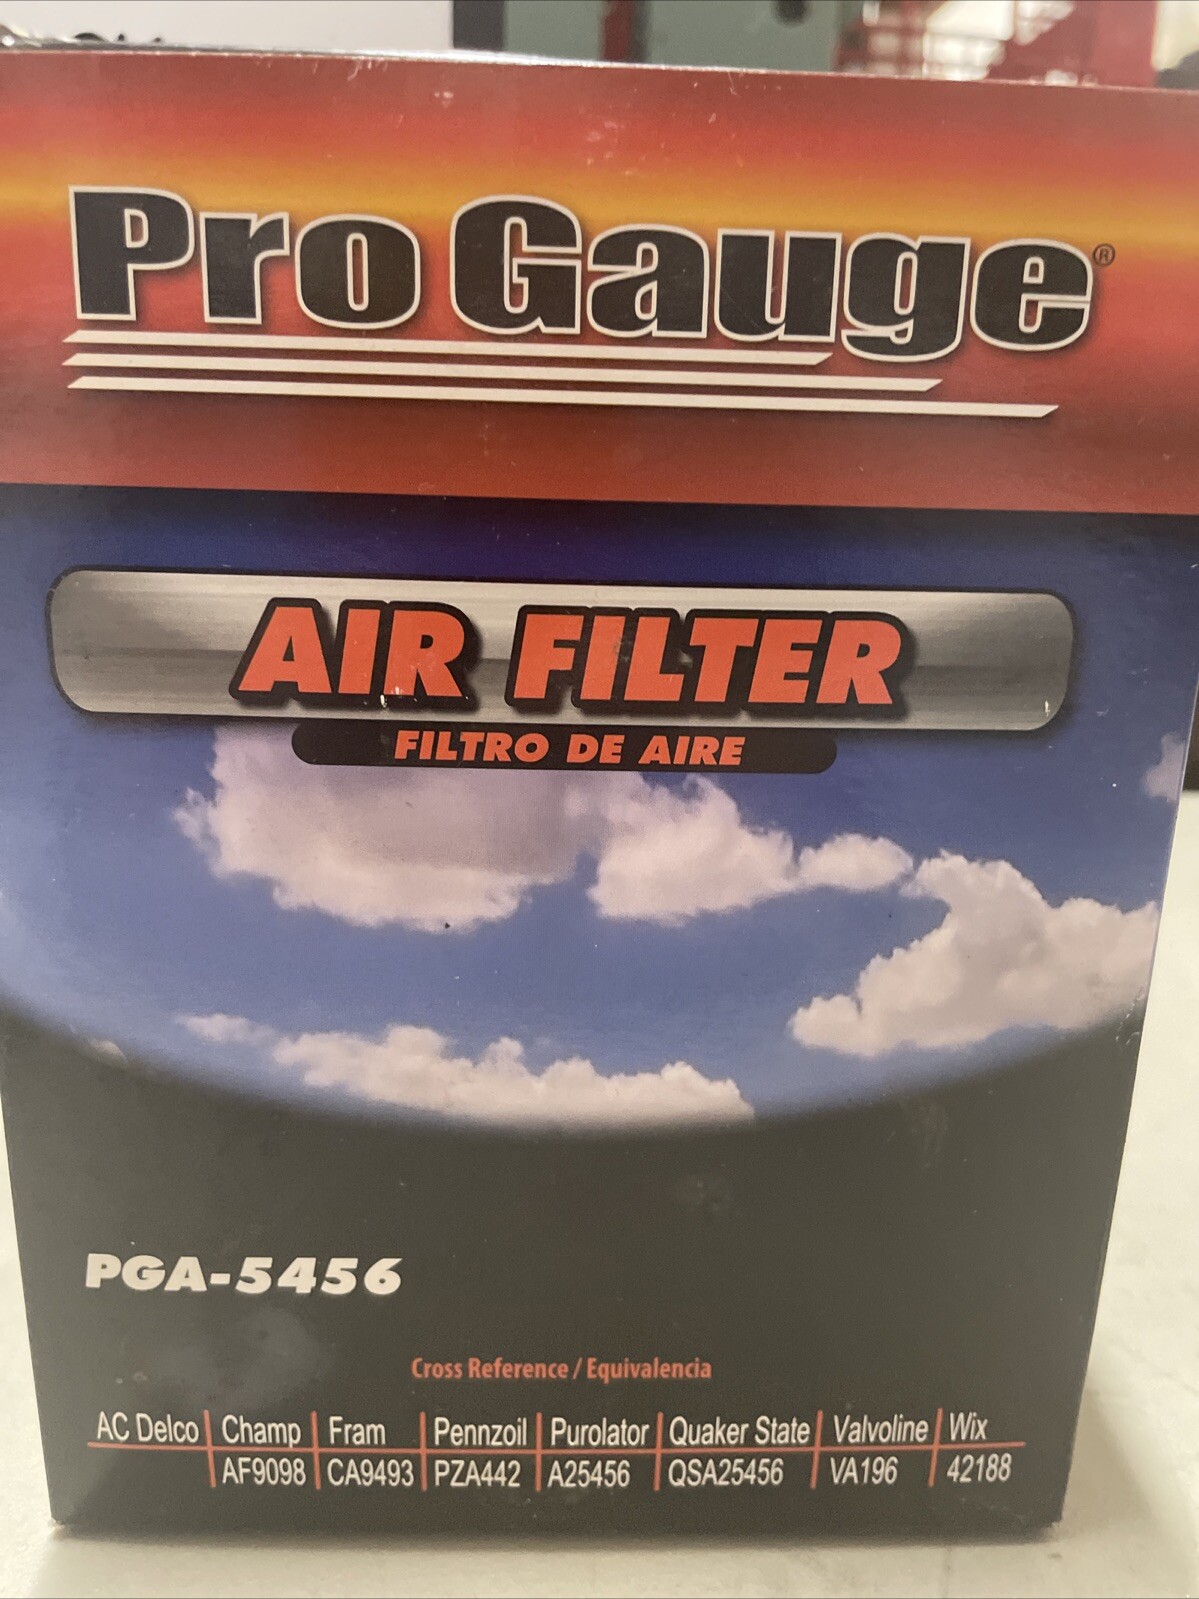 Pro Gauge®
AIR FILTER
FILTRO DE AIRE
PGA-5456
Cross Reference / Equivalencia
AC Delco Champ Fram Pennzoil Purolator Quaker State Valvoline Wix
AF9098 CA9493 PZA442 A25456 QSA25456 VA196 42188